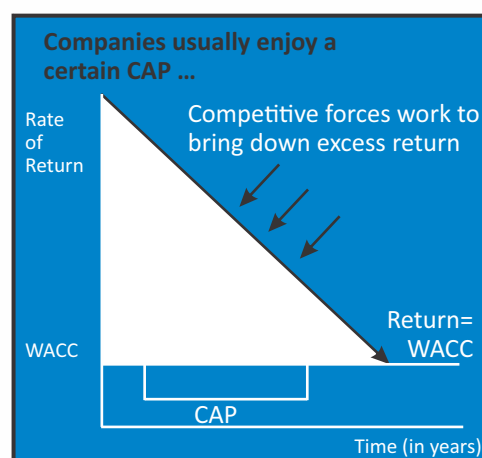 Companies usually enjoy a
certain CAP …
Competitive forces work to
bring down excess return
Rate
of
Return
Return=
WACC
WACC
CAP
Time (in years)